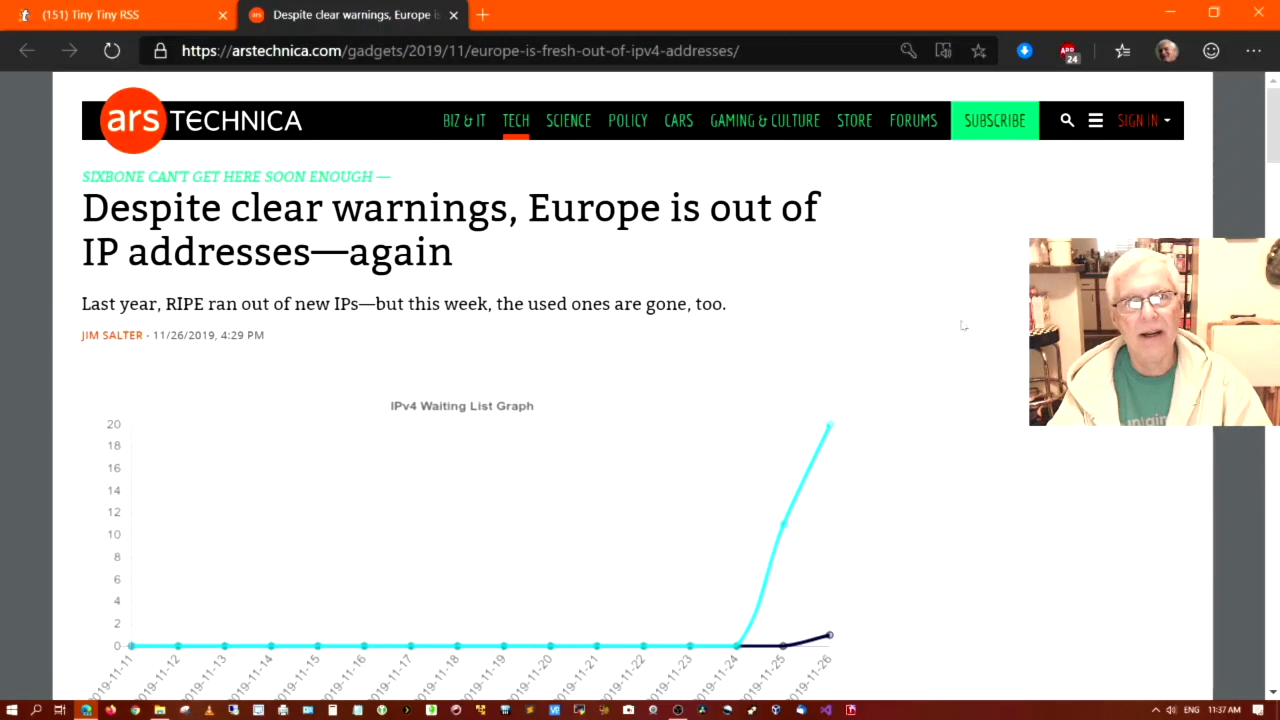 (151) Tiny Tiny RSS
Despite clear warnings, Europe is
https://arstechnica.com/gadgets/2019/11/europe-is-fresh-out-of-ipv4-addresses/
24
ars TECHNICA
BIZ & IT TECH SCIENCE POLICY CARS GAMING & CULTURE STORE FORUMS SUBSCRIBE SIGN IN
SIXBONE CAN'T GET HERE SOON ENOUGH —
Despite clear warnings, Europe is out of
IP addresses—again
Last year, RIPE ran out of new IPs—but this week, the used ones are gone, too.
JIM SALTER - 11/26/2019, 4:29 PM
IPv4 Waiting List Graph
20
18
16
14
12
10
8
6
4
2
0
2019-11-12
2019-11-13
2019-11-14
2019-11-15
2019-11-16
2019-11-17
2019-11-18
2019-11-19
2019-11-20
2019-11-21
2019-11-22
2019-11-23
2019-11-24
2019-11-25
2019-11-26
ENG 11:37 AM